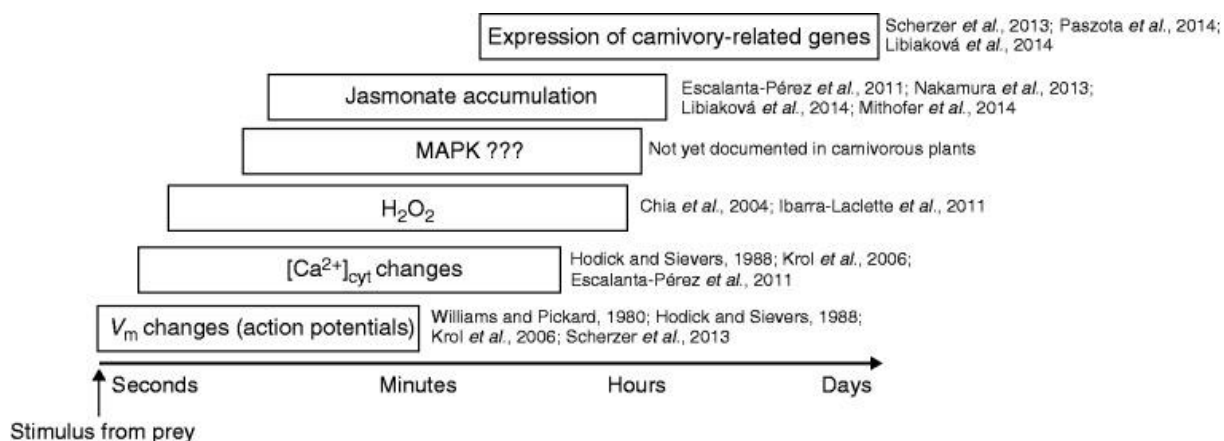 Expression of carnivory-related genes
Scherzer et al., 2013; Paszota et al., 2014;
Libiaková et al., 2014
Jasmonate accumulation
Escalanta-Pérez et al., 2011; Nakamura et al., 2013;
Libiaková et al., 2014; Mithofer et al., 2014
MAPK ???
Not yet documented in carnivorous plants
H₂O₂
Chia et al., 2004; Ibarra-Laclette et al., 2011
[Ca²⁺]cyt changes
Hodick and Sievers, 1988; Krol et al., 2006;
Escalanta-Pérez et al., 2011
Vm changes (action potentials)
Williams and Pickard, 1980; Hodick and Sievers, 1988;
Krol et al., 2006; Scherzer et al., 2013
Seconds Minutes Hours Days
Stimulus from prey